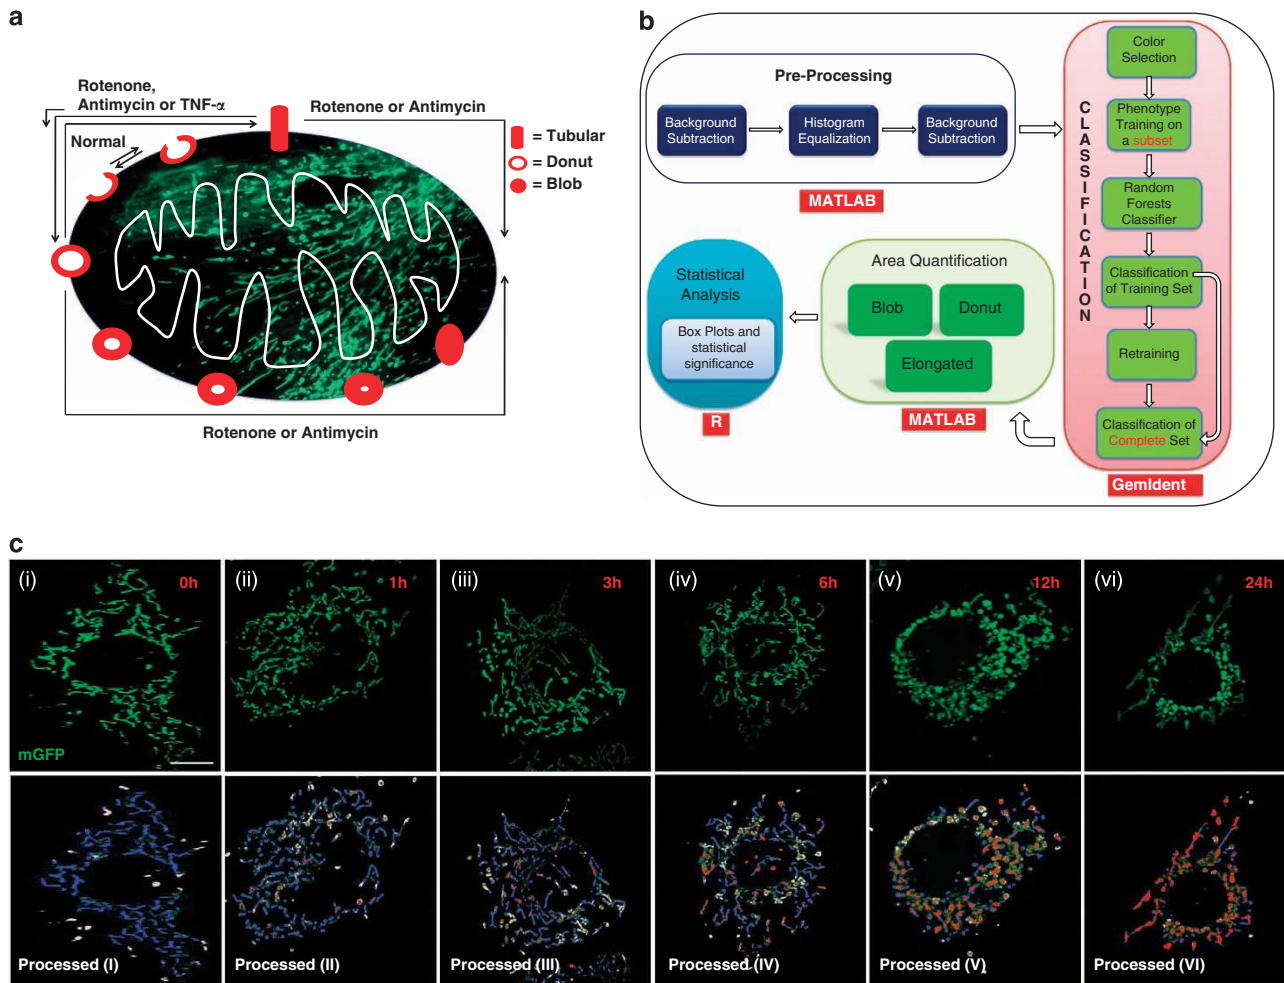 a
Rotenone,
Antimycin or TNF-α
Rotenone or Antimycin
Normal
= Tubular
= Donut
= Blob
Rotenone or Antimycin
b
Pre-Processing
Background
Subtraction
Histogram
Equalization
Background
Subtraction
MATLAB
CLASSIFICATION
Color
Selection
Phenotype
Training on
a subset
Random
Forests
Classifier
Classification
of Training Set
Retraining
Classification of
Complete Set
GemIdent
Area Quantification
Blob
Donut
Elongated
MATLAB
Statistical
Analysis
Box Plots and
statistical
significance
R
c
(i)
0h
(ii)
1h
(iii)
3h
(iv)
6h
(v)
12h
(vi)
24h
mGFP
Processed (I)
Processed (II)
Processed (III)
Processed (IV)
Processed (V)
Processed (VI)